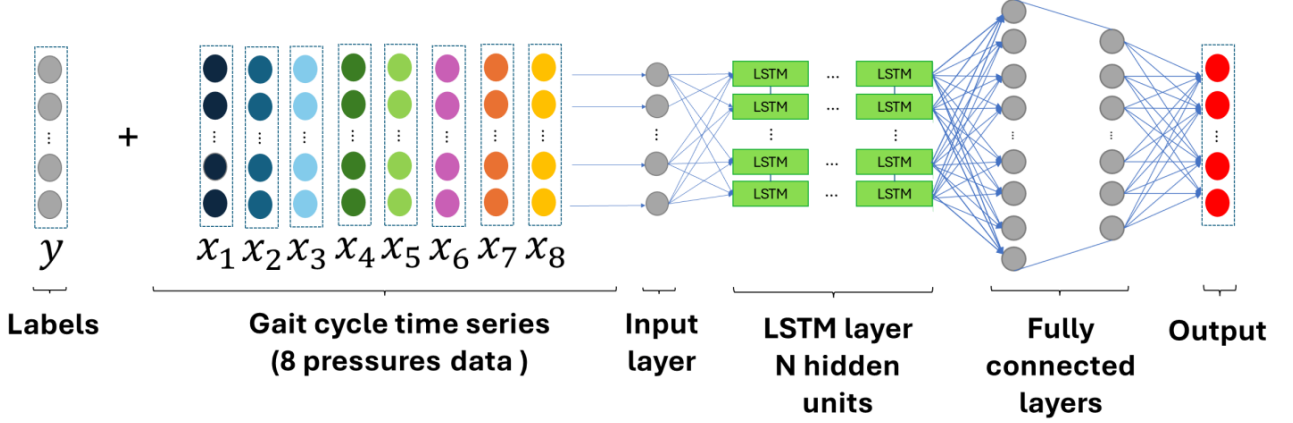 LSTM ... LSTM
LSTM ... LSTM
⋮ ⋮
LSTM ... LSTM
LSTM ... LSTM
+
y
x₁ x₂ x₃ x₄ x₅ x₆ x₇ x₈
Labels
Gait cycle time series
(8 pressures data )
Input
layer
LSTM layer
N hidden
units
Fully
connected
layers
Output